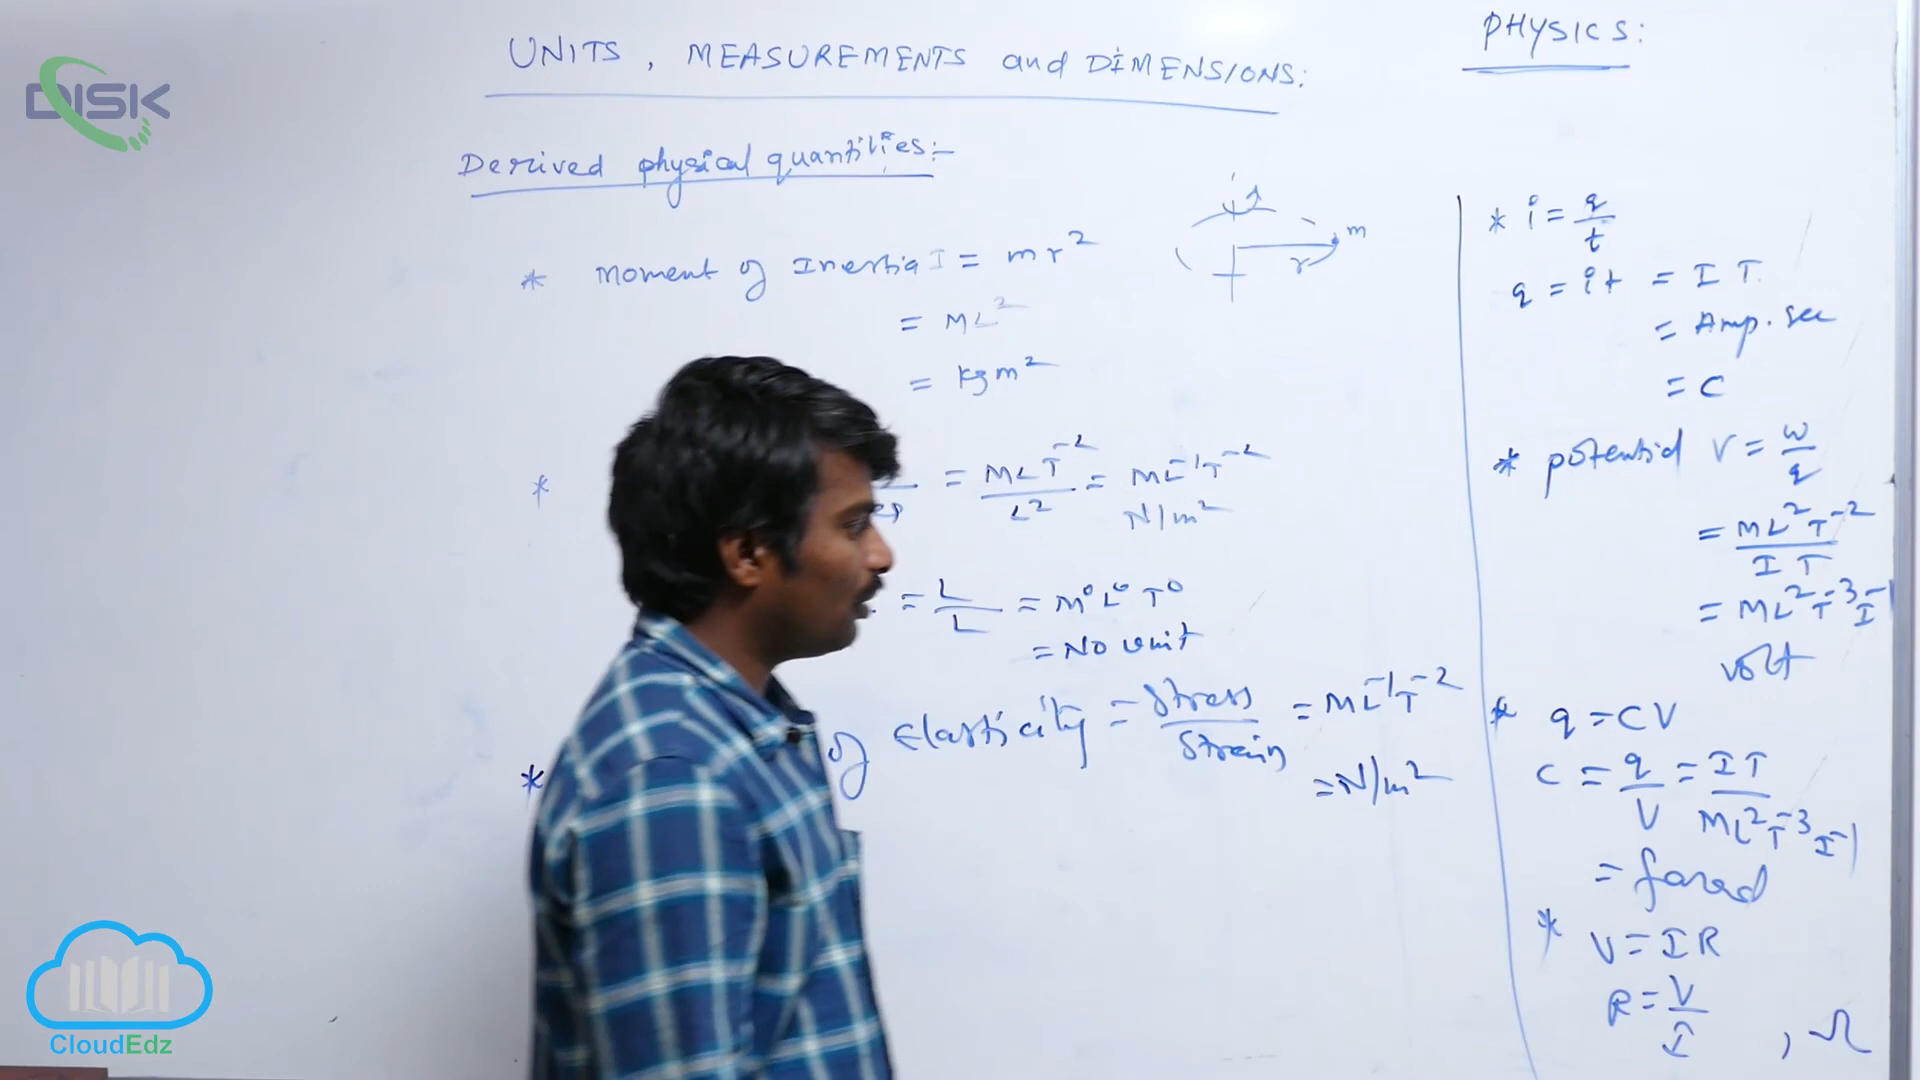 DISK
UNITS, MEASUREMENTS and DIMENSIONS:
PHYSICS:
Derived physical quantities:-
* Moment of Inertia I = mr²
= ML²
= kgm²
m
r
* = MLT⁻² / L² = ML⁻¹T⁻²
N/m²
= L / L = M⁰L⁰T⁰
= No unit
* of Elasticity = Stress / Strain = ML⁻¹T⁻²
= N/m²
* i = q / t
q = it = I T
= Amp. sec
= C
* potential V = w / q
= ML²T⁻² / I T
= ML²T⁻³I⁻¹
volt
* q = CV
C = q / V = IT / ML²T⁻³I⁻¹
= farad
* V = IR
R = V / I , Ω
CloudEdz